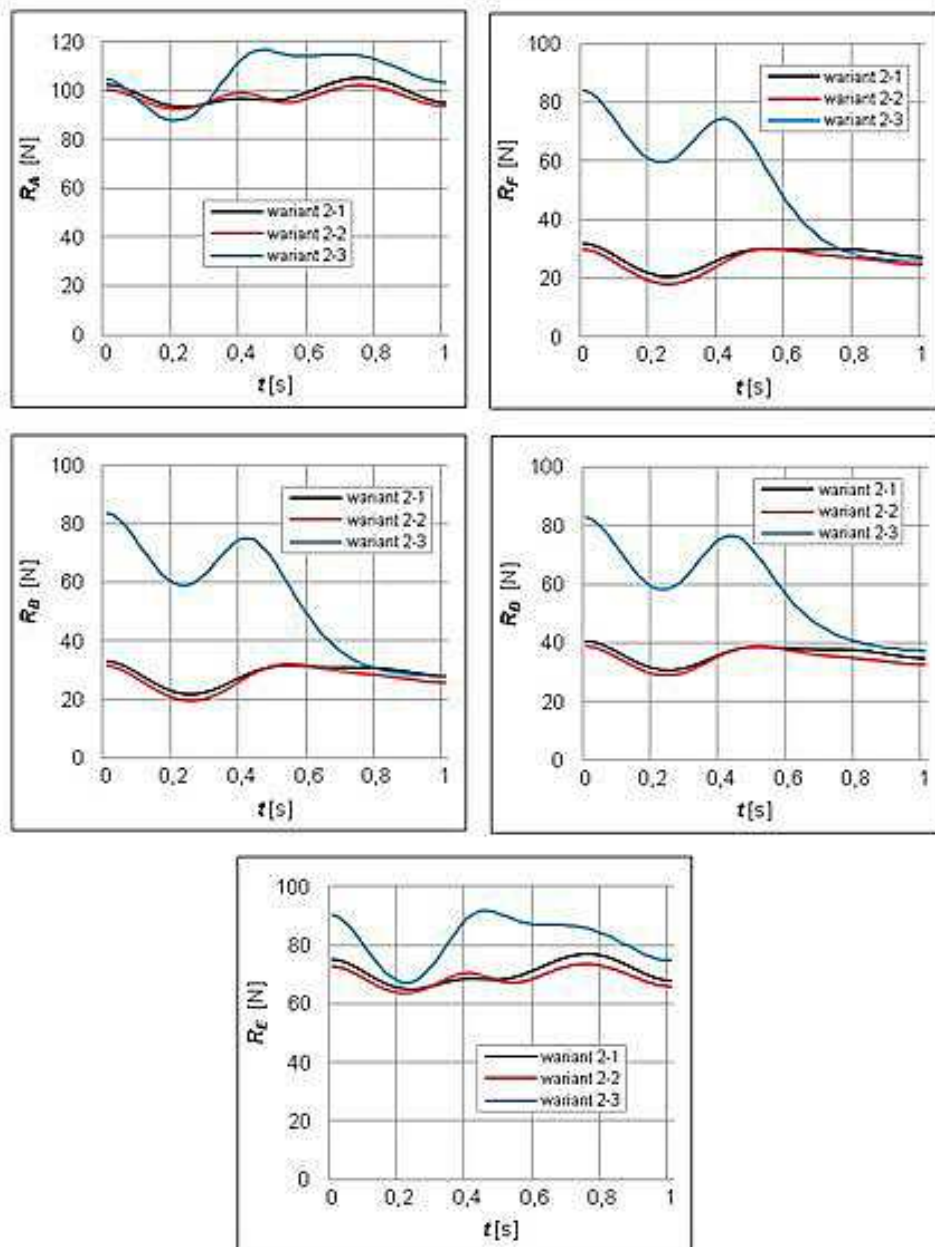 120
100
80
60
40
20
0
R_A [N]
wariant 2-1
wariant 2-2
wariant 2-3
0 0,2 0,4 0,6 0,8 1
t [s]
100
80
60
40
20
0
R_F [N]
wariant 2-1
wariant 2-2
wariant 2-3
0 0,2 0,4 0,6 0,8 1
t [s]
100
80
60
40
20
0
R_B [N]
wariant 2-1
wariant 2-2
wariant 2-3
0 0,2 0,4 0,6 0,8 1
t [s]
100
80
60
40
20
0
R_D [N]
wariant 2-1
wariant 2-2
wariant 2-3
0 0,2 0,4 0,6 0,8 1
t [s]
100
80
60
40
20
0
R_E [N]
wariant 2-1
wariant 2-2
wariant 2-3
0 0,2 0,4 0,6 0,8 1
t [s]